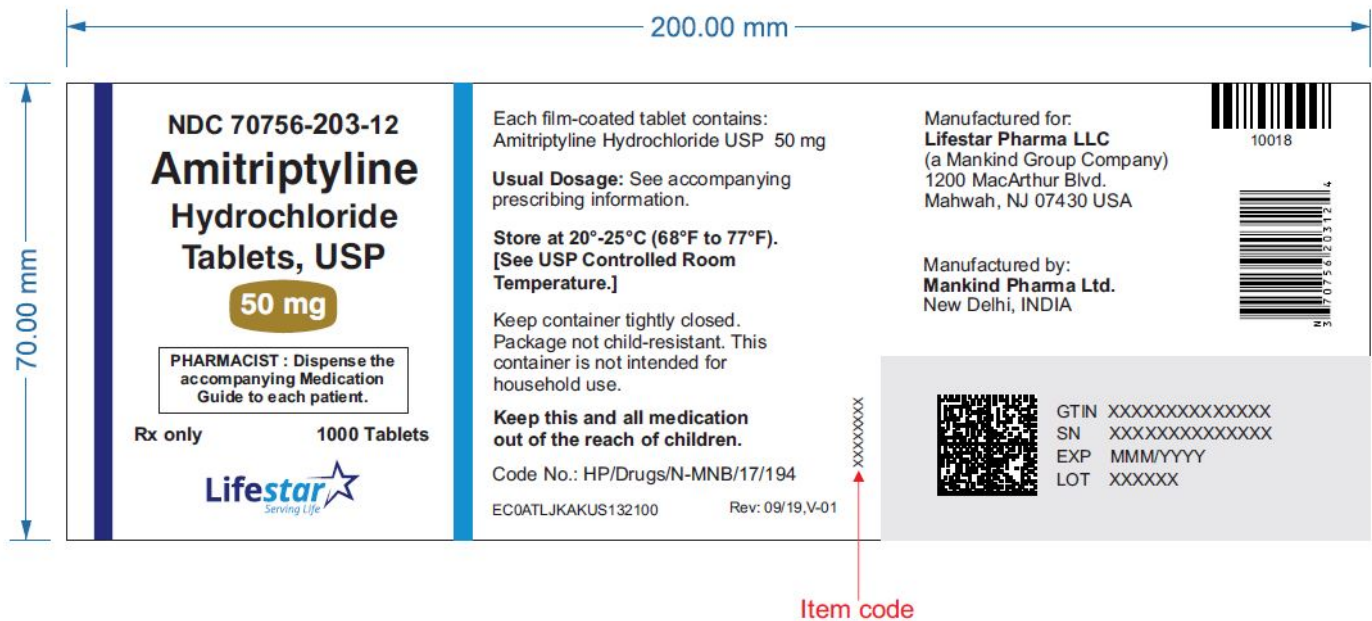 200.00 mm
70.00 mm
NDC 70756-203-12
Amitriptyline
Hydrochloride
Tablets, USP
50 mg
PHARMACIST : Dispense the
accompanying Medication
Guide to each patient.
Rx only 1000 Tablets
Lifestar
Serving Life
Each film-coated tablet contains:
Amitriptyline Hydrochloride USP 50 mg
Usual Dosage: See accompanying
prescribing information.
Store at 20°-25°C (68°F to 77°F).
[See USP Controlled Room
Temperature.]
Keep container tightly closed.
Package not child-resistant. This
container is not intended for
household use.
Keep this and all medication
out of the reach of children.
Code No.: HP/Drugs/N-MNB/17/194
EC0ATLJKAKUS132100 Rev: 09/19,V-01
XXXXXXXX
Item code
Manufactured for:
Lifestar Pharma LLC
(a Mankind Group Company)
1200 MacArthur Blvd.
Mahwah, NJ 07430 USA
Manufactured by:
Mankind Pharma Ltd.
New Delhi, INDIA
10018
N
3 70756 20312 4
GTIN XXXXXXXXXXXXXX
SN XXXXXXXXXXXXXX
EXP MMM/YYYY
LOT XXXXXX